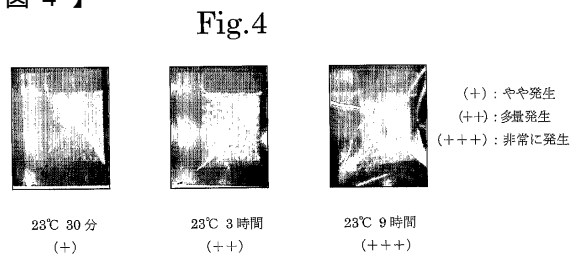 図 4 】
Fig.4
(+) : やや発生
(++) : 多量発生
(+++) : 非常に発生
23℃ 30分
(+)
23℃ 3時間
(++)
23℃ 9時間
(+++)